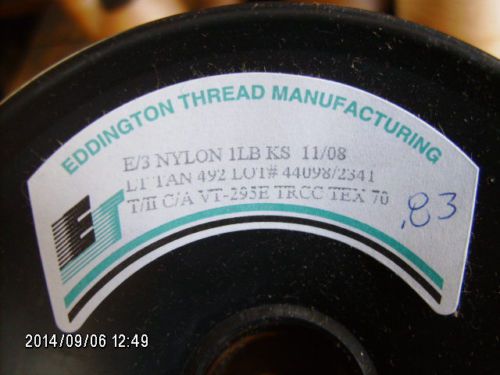 EDDINGTON THREAD MANUFACTURING
E/3 NYLON 1LB KS 11/08
LT TAN 492 LOT# 44098/2341
T/II C/A VT-295E TRCC TEX 70
.83
ET
2014/09/06 12:49